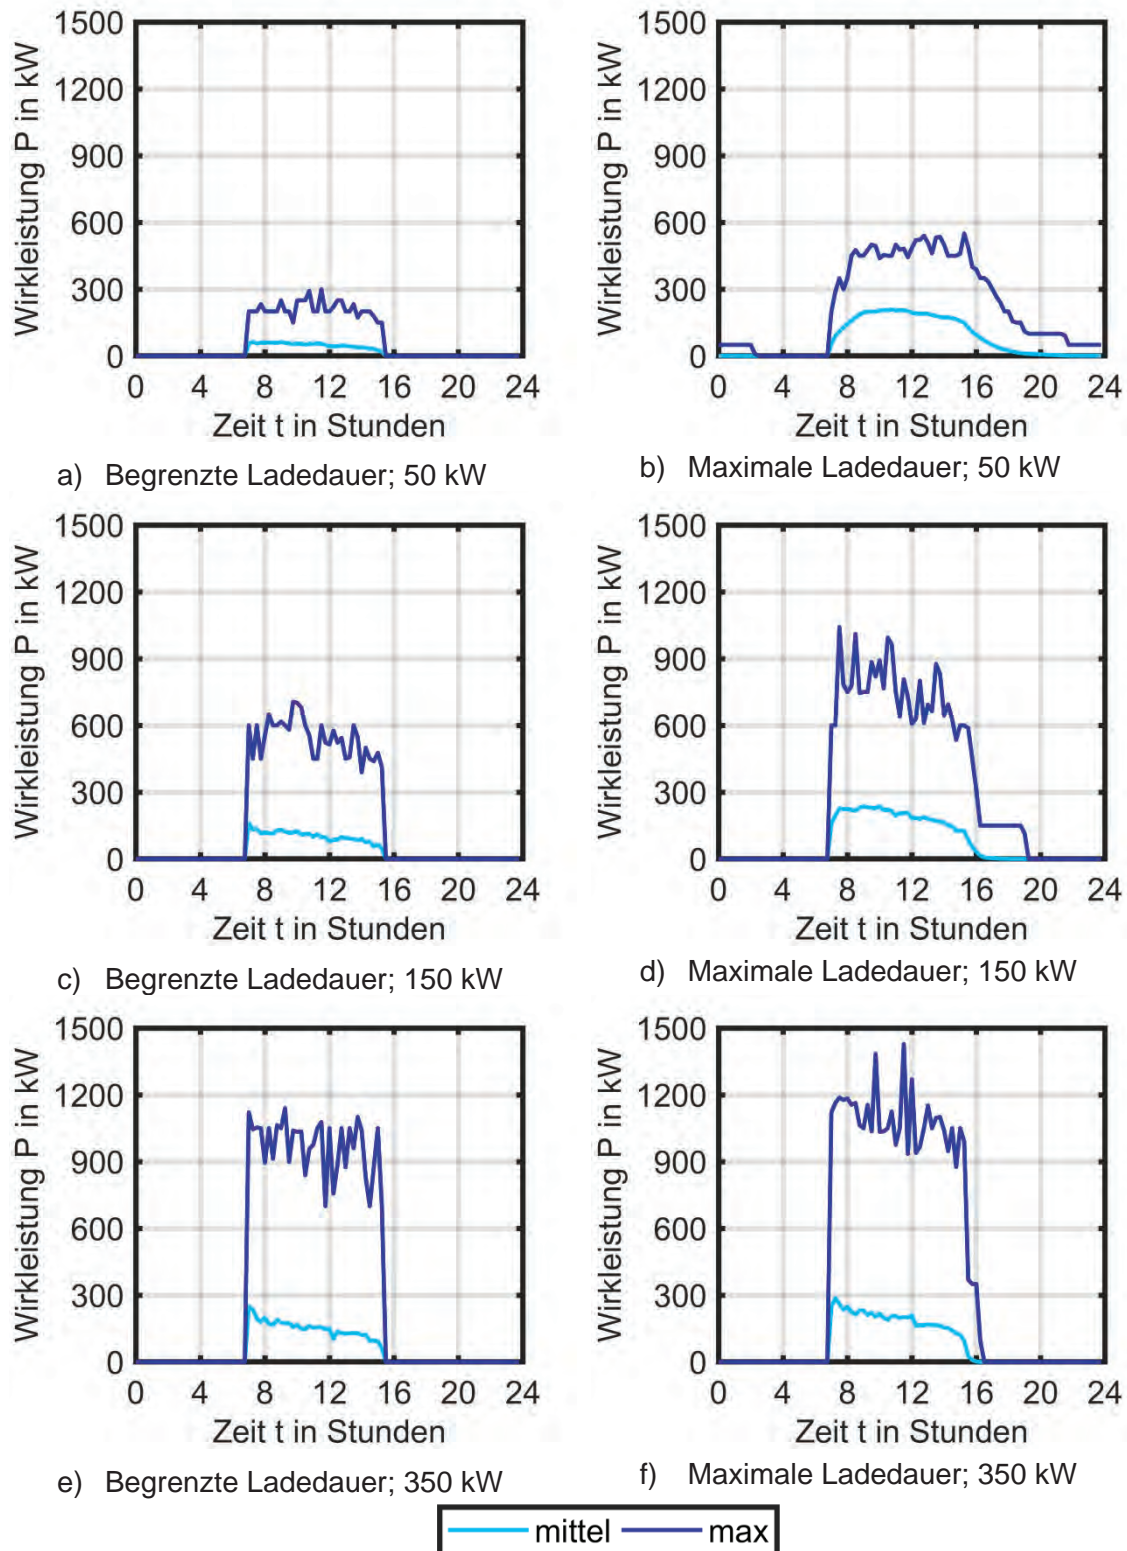 1500
1200
900
600
300
0
Wirkleistung P in kW
0 4 8 12 16 20 24
Zeit t in Stunden
a) Begrenzte Ladedauer; 50 kW
1500
1200
900
600
300
0
Wirkleistung P in kW
0 4 8 12 16 20 24
Zeit t in Stunden
b) Maximale Ladedauer; 50 kW
1500
1200
900
600
300
0
Wirkleistung P in kW
0 4 8 12 16 20 24
Zeit t in Stunden
c) Begrenzte Ladedauer; 150 kW
1500
1200
900
600
300
0
Wirkleistung P in kW
0 4 8 12 16 20 24
Zeit t in Stunden
d) Maximale Ladedauer; 150 kW
1500
1200
900
600
300
0
Wirkleistung P in kW
0 4 8 12 16 20 24
Zeit t in Stunden
e) Begrenzte Ladedauer; 350 kW
1500
1200
900
600
300
0
Wirkleistung P in kW
0 4 8 12 16 20 24
Zeit t in Stunden
f) Maximale Ladedauer; 350 kW
mittel max